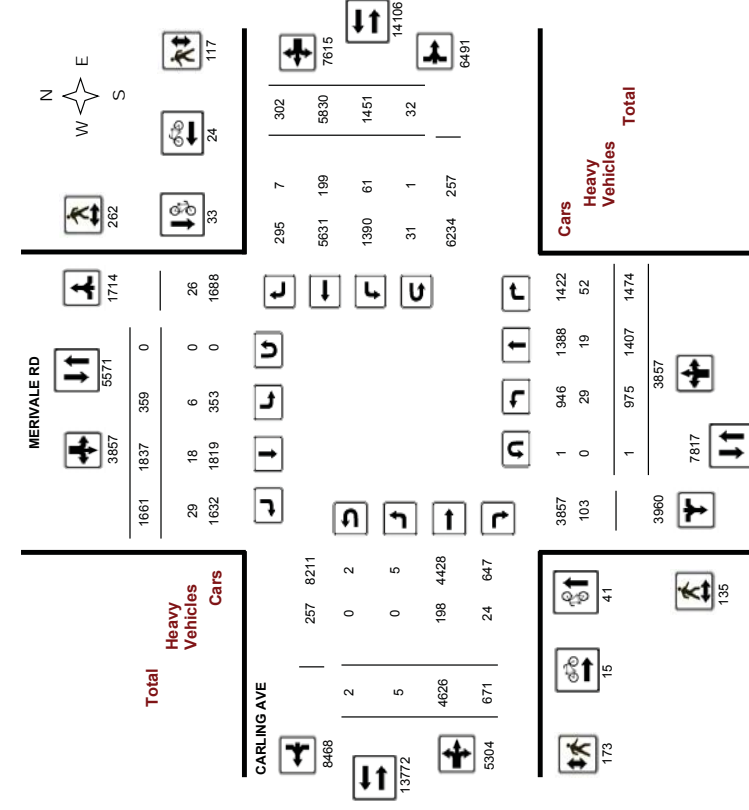 N
W E
S
117
24
33
262
MERIVALE RD
1714
5571
3857
1661 1837 359 0
29 18 6 0 26
1632 1819 353 0 1688
Total
Heavy
Vehicles
Cars
7615
14106
6491
302
5830
1451
32
7
199
61
1
257
295
5631
1390
31
6234
CARLING AVE
8468
13772
5304
257 8211
2 0 2
5 0 5
4626 198 4428
671 24 647
Cars
Heavy
Vehicles
Total
3857 1 946 1388 1422
103 0 29 19 52
3960 1 975 1407 1474
3857
7817
41
15
173
135